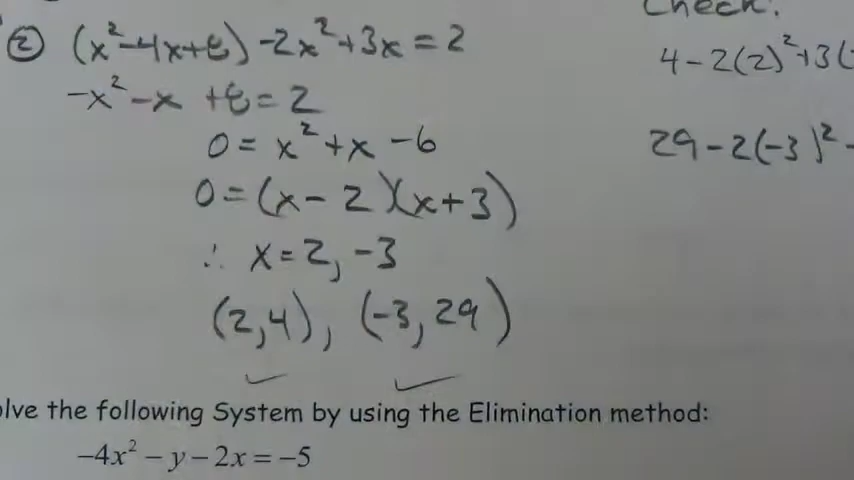 Check:
② (x²-4x+8) -2x²+3x = 2
4-2(2)²+3(
-x² - x +8 = 2
0 = x² + x - 6
29-2(-3)² -
0 = (x-2)(x+3)
∴ x = 2, -3
(2,4), (-3, 29)
✓ ✓
olve the following System by using the Elimination method:
-4x² - y - 2x = -5